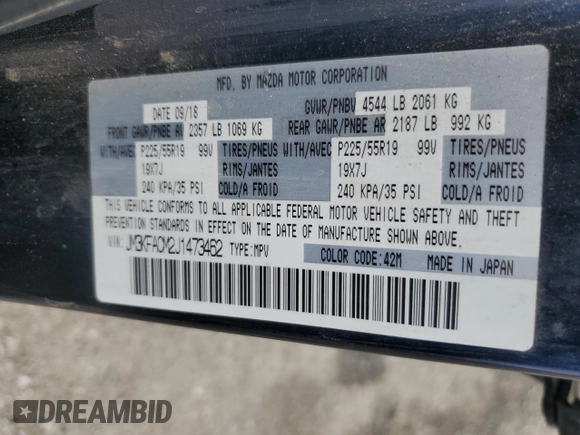 MFD. BY MAZDA MOTOR CORPORATION
DATE 09/18 GVWR/PNBV 4544 LB 2061 KG
FRONT GAWR/PNBE AV 2357 LB 1069 KG REAR GAWR/PNBE AR 2187 LB 992 KG
WITH/AVEC P225/55R19 99V TIRES/PNEUS WITH/AVEC P225/55R19 99V TIRES/PNEUS
19X7J RIMS/JANTES 19X7J RIMS/JANTES
240 KPA/35 PSI COLD/A FROID 240 KPA/35 PSI COLD/A FROID
THIS VEHICLE CONFORMS TO ALL APPLICABLE FEDERAL MOTOR VEHICLE SAFETY AND THEFT
PREVENTION STANDARDS IN EFFECT ON THE DATE OF MANUFACTURE SHOWN ABOVE.
VIN: JM3KFACM2J1473452 TYPE:MPV
COLOR CODE:42M MADE IN JAPAN
DREAMBID